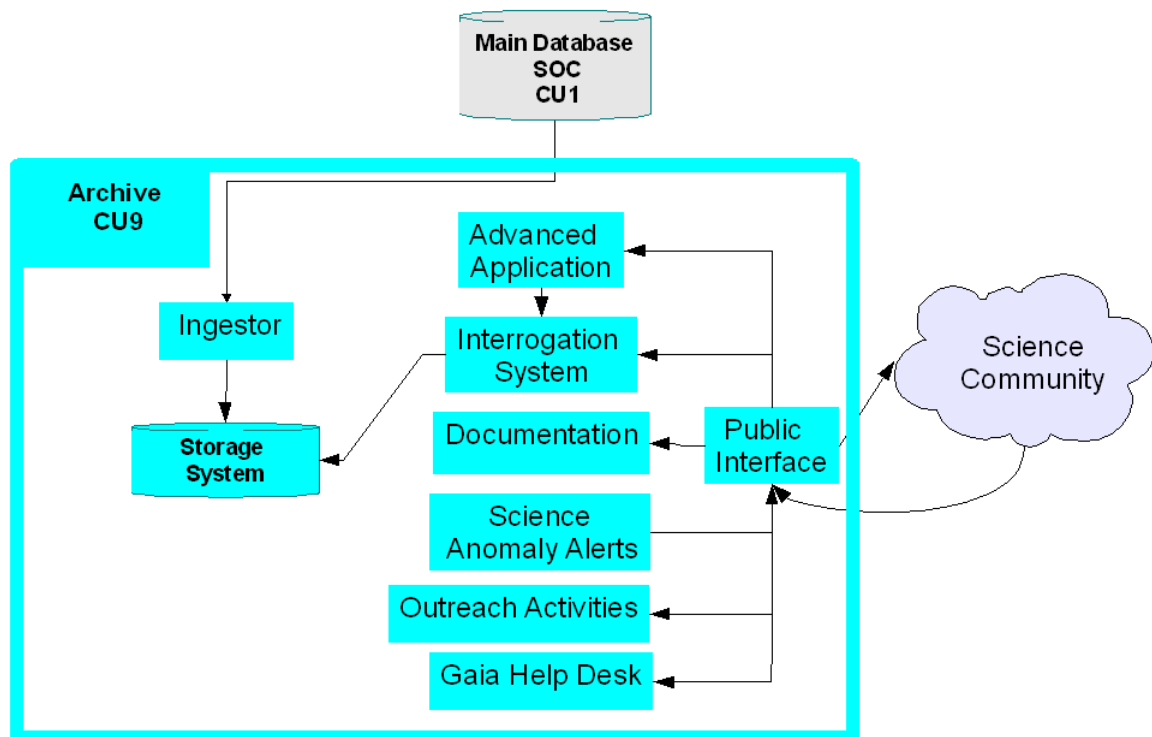 Main Database
SOC
CU1
Archive
CU9
Advanced
Application
Ingestor
Interrogation
System
Science
Community
Documentation
Public
Interface
Storage
System
Science
Anomaly Alerts
Outreach Activities
Gaia Help Desk